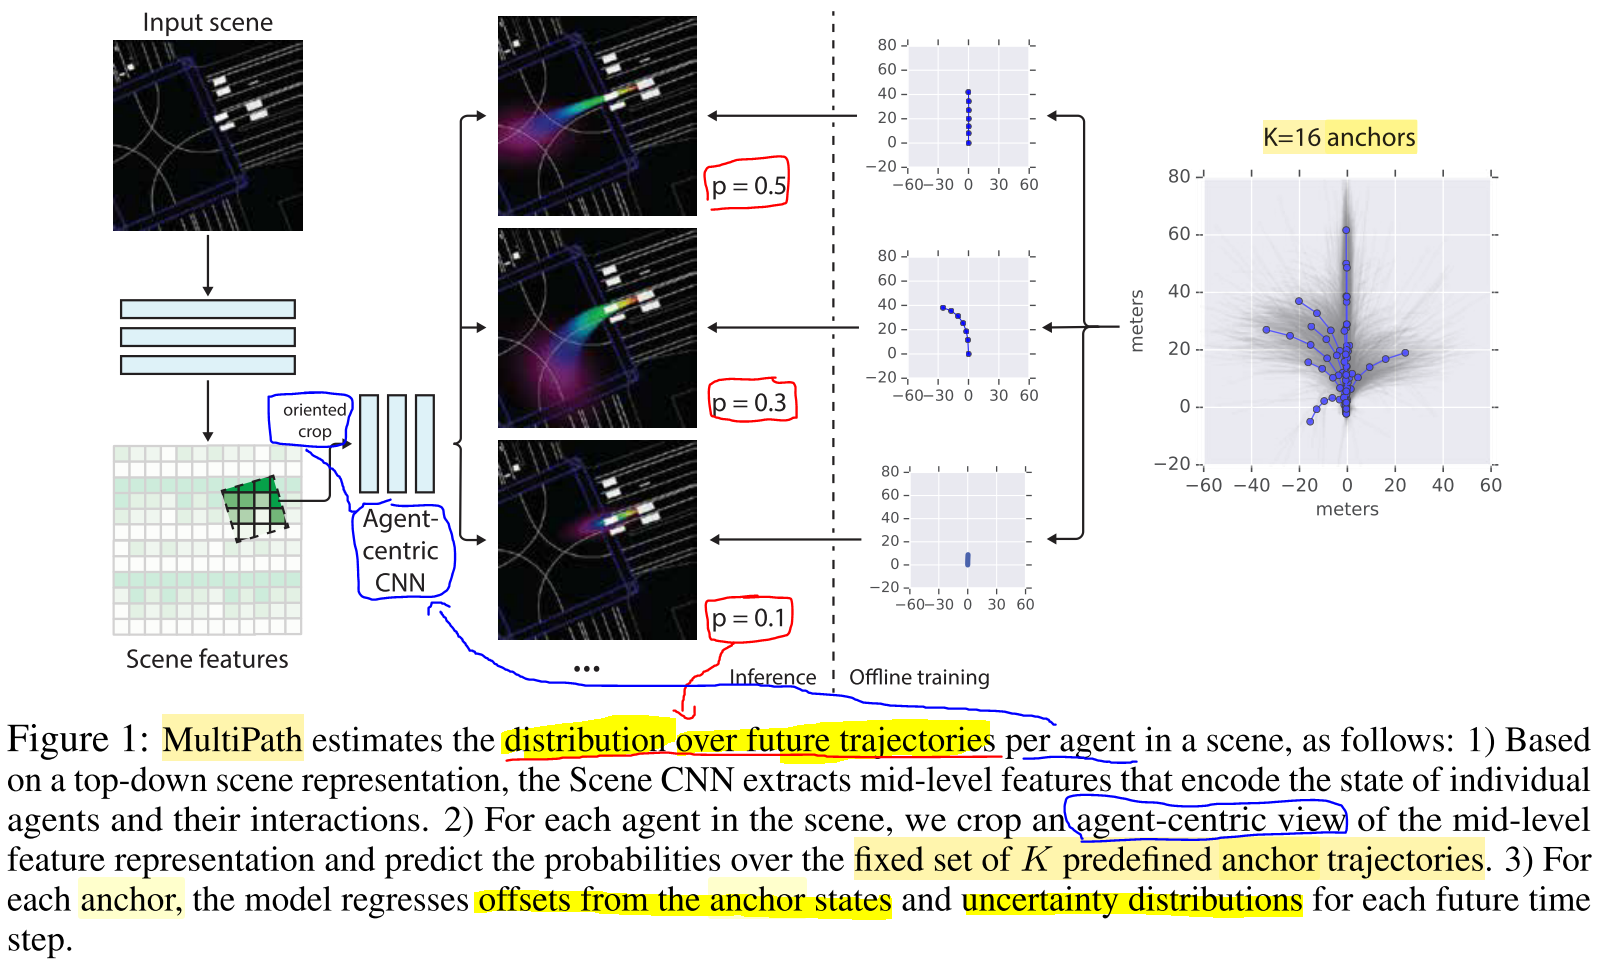 Input scene
K=16 anchors
p = 0.5
p = 0.3
p = 0.1
oriented
crop
Agent-
centric
CNN
Scene features
...
Inference
Offline training
80
60
40
20
0
−20
−60
−30
0
30
60
80
60
40
20
0
−20
−60
−30
0
30
60
80
60
40
20
0
−20
−60
−30
0
30
60
meters
80
60
40
20
0
−20
−60
−40
−20
0
20
40
60
meters
Figure 1: MultiPath estimates the distribution over future trajectories per agent in a scene, as follows: 1) Based
on a top-down scene representation, the Scene CNN extracts mid-level features that encode the state of individual
agents and their interactions. 2) For each agent in the scene, we crop an agent-centric view of the mid-level
feature representation and predict the probabilities over the fixed set of K predefined anchor trajectories. 3) For
each anchor, the model regresses offsets from the anchor states and uncertainty distributions for each future time
step.